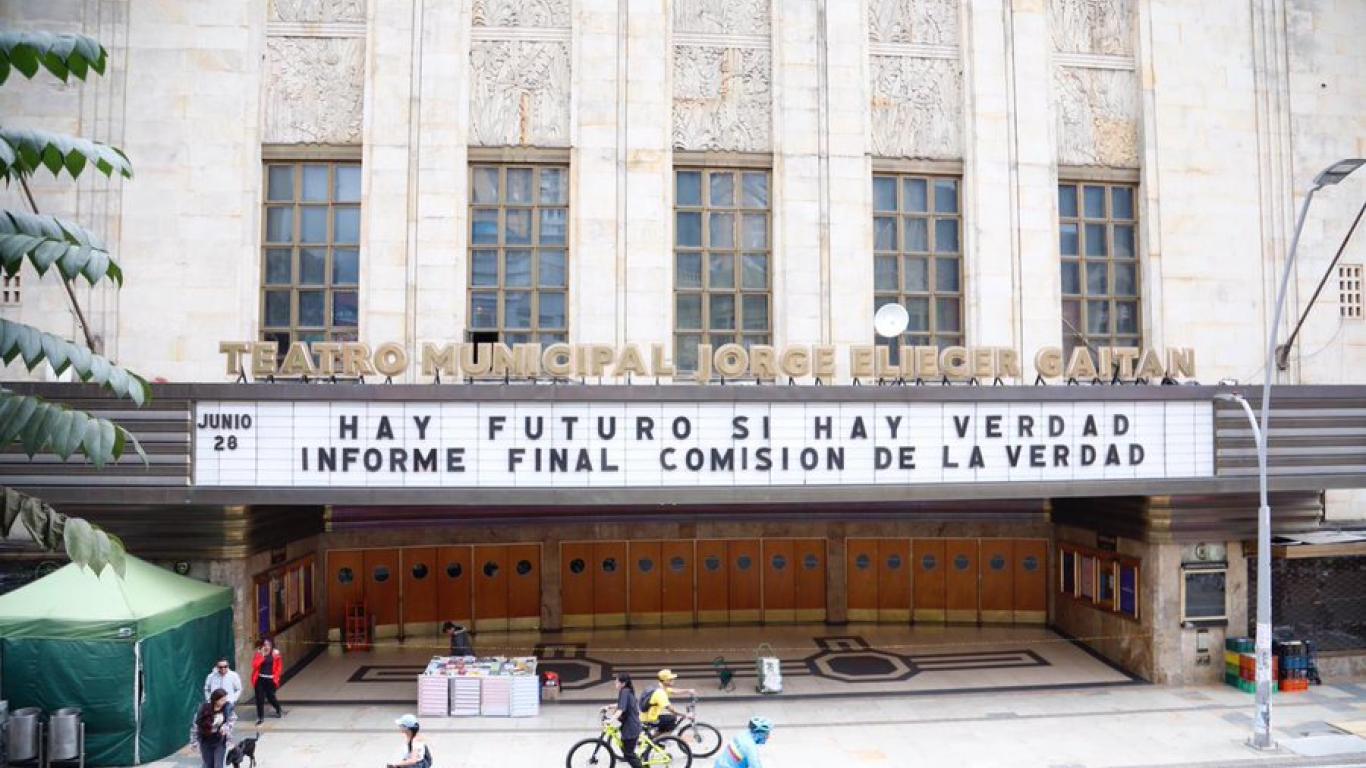 TEATRO MUNICIPAL JORGE ELIECER GAITAN
JUNIO
28
HAY FUTURO SI HAY VERDAD
INFORME FINAL COMISION DE LA VERDAD